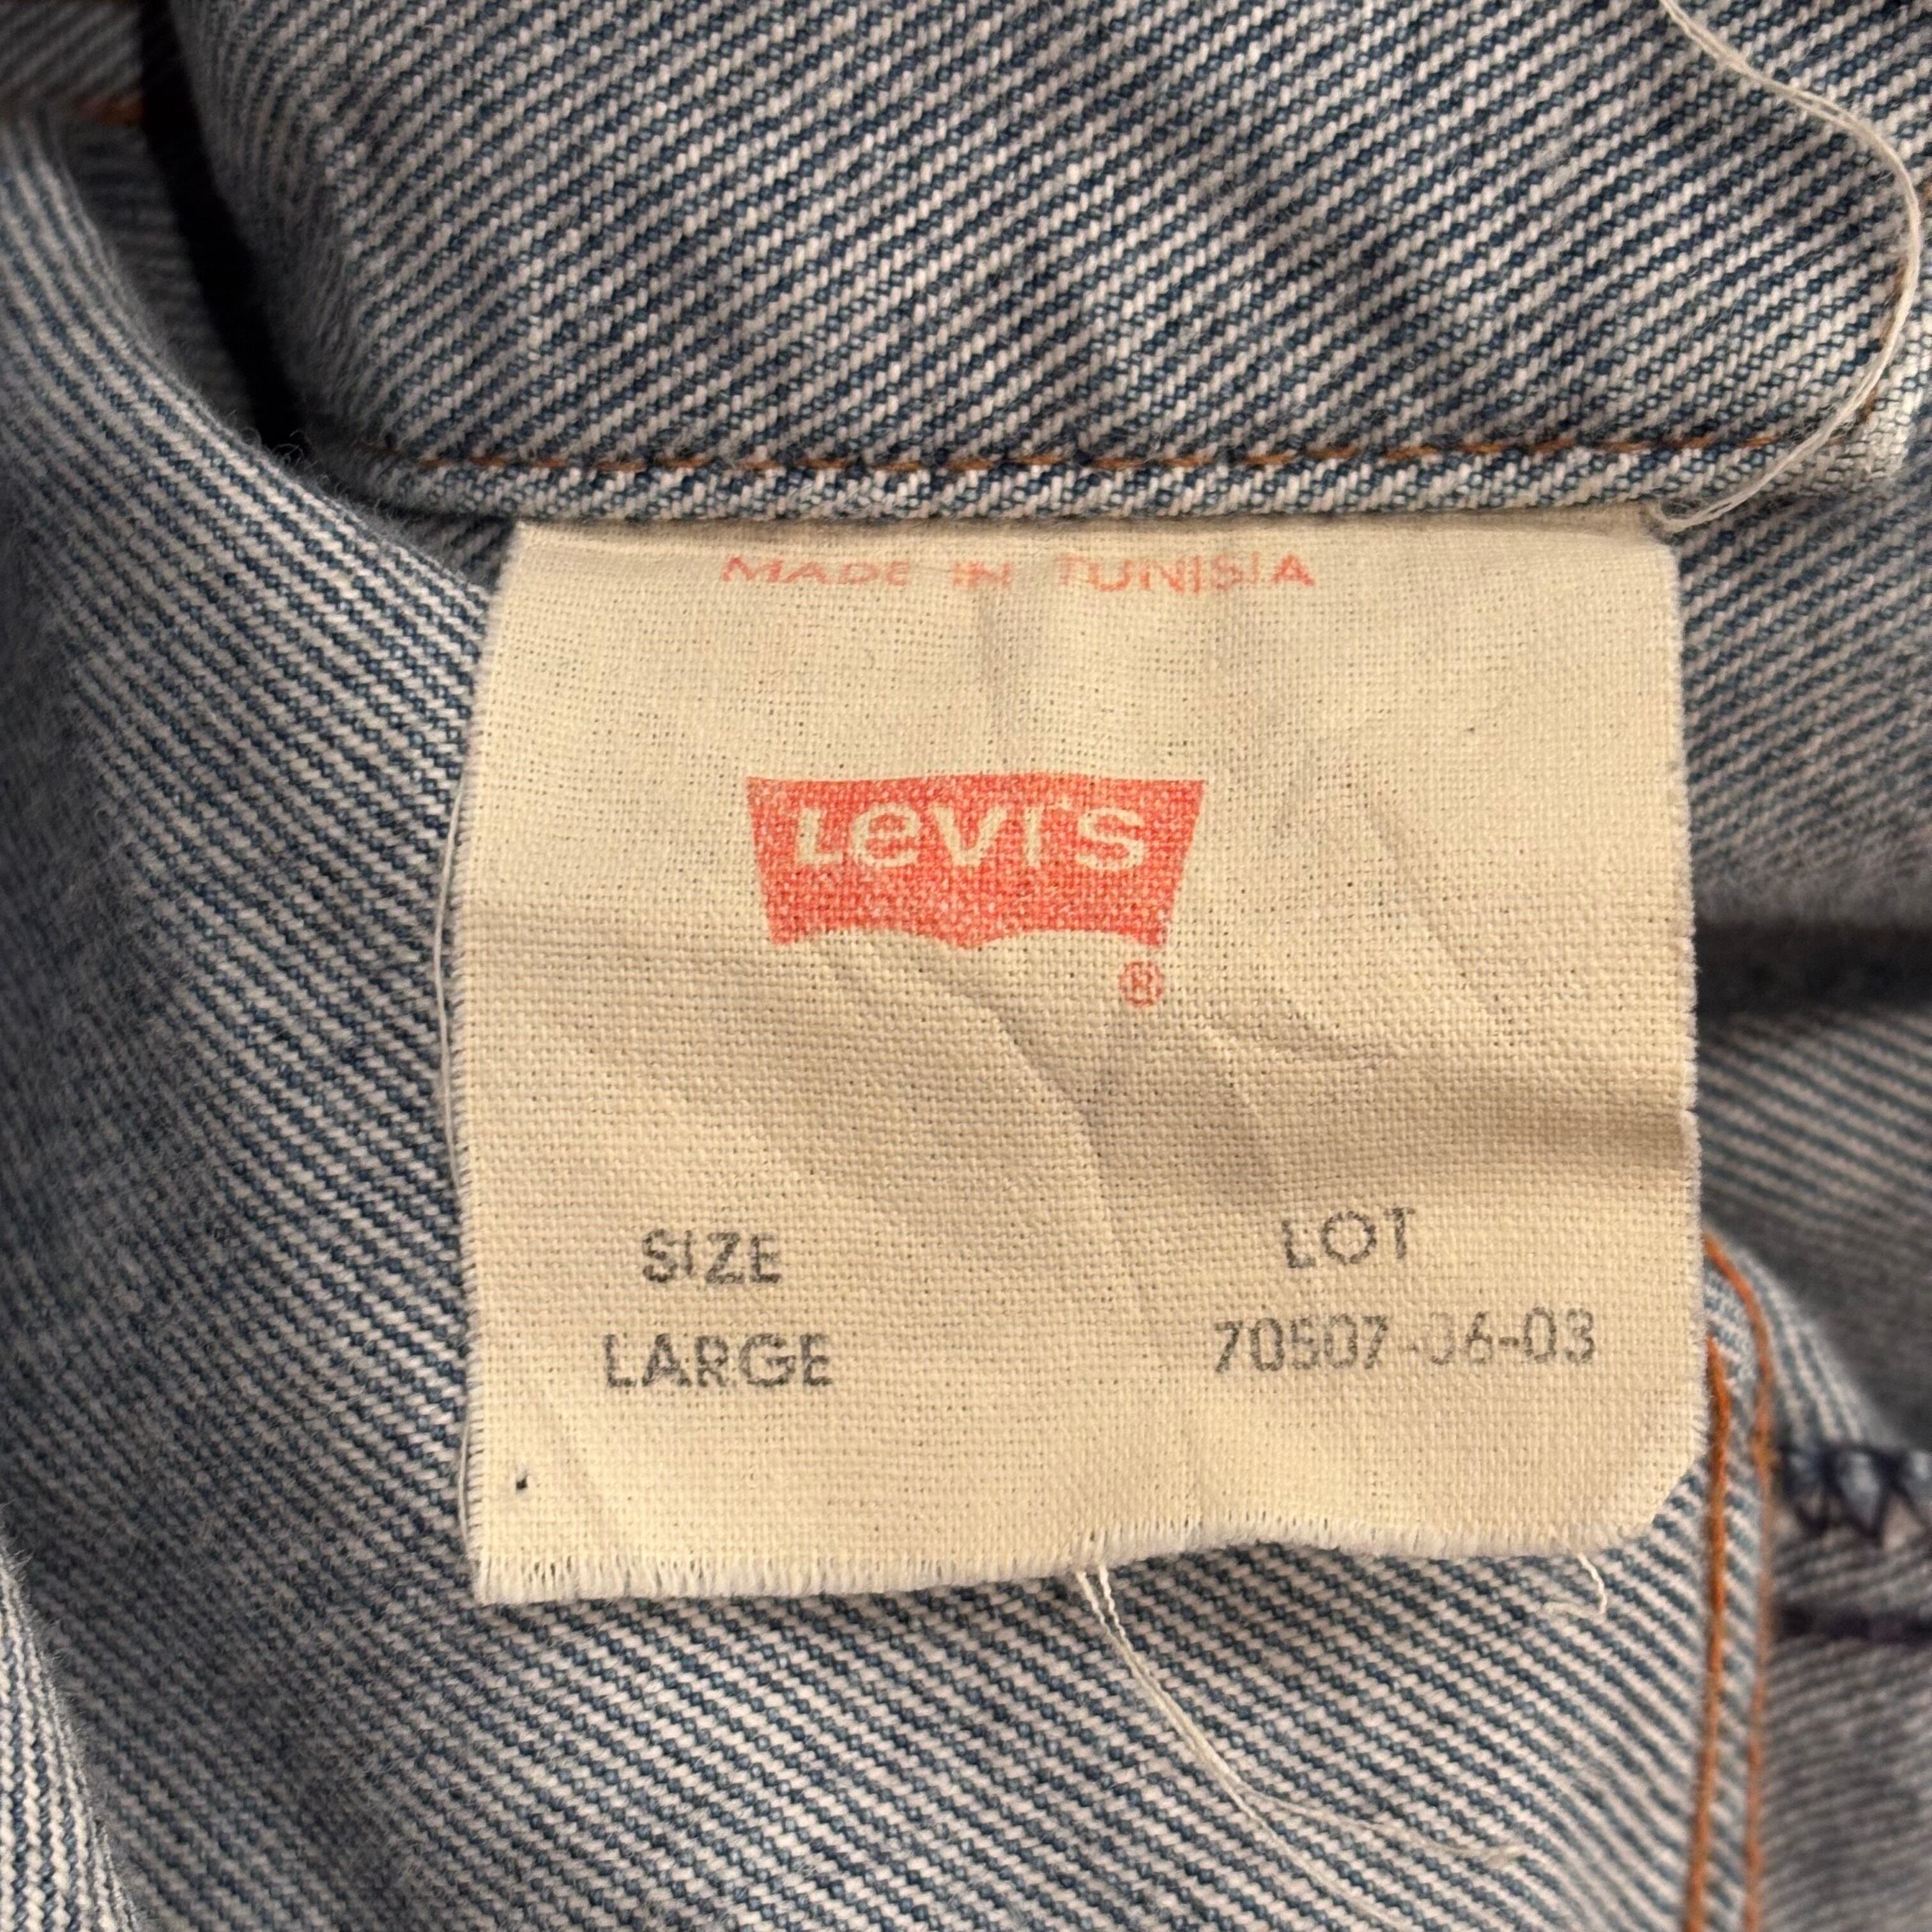 MADE IN TUNISIA
Levi's
®
SIZE LOT
LARGE 70507-06-03